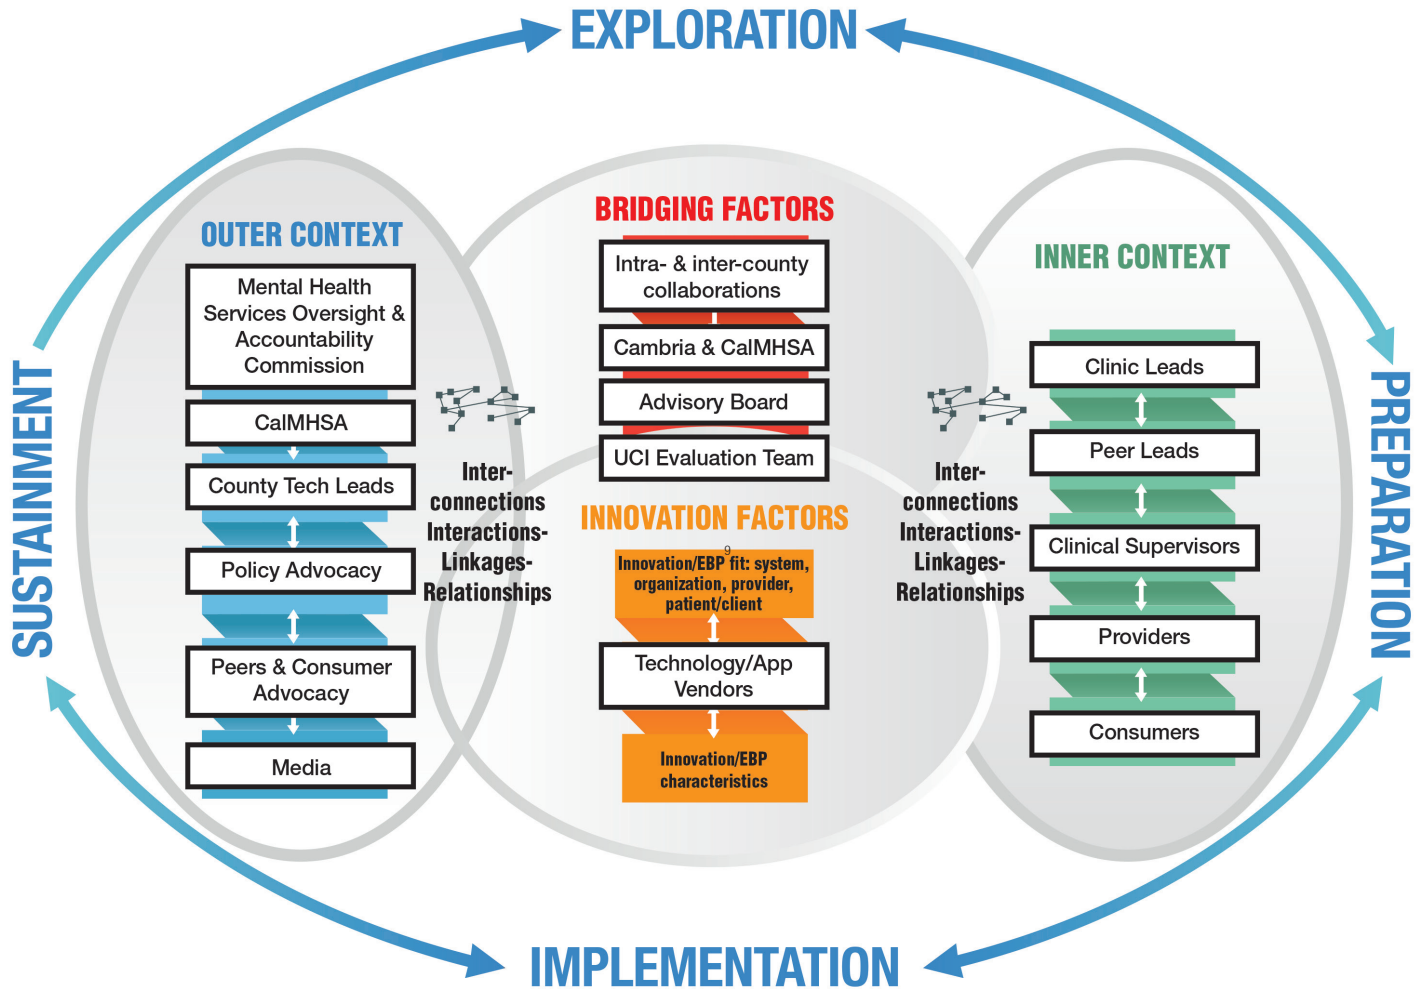 EXPLORATION
SUSTAINMENT
OUTER CONTEXT
Mental Health
Services Oversight &
Accountability
Commission
CalMHSA
County Tech Leads
Policy Advocacy
Peers & Consumer
Advocacy
Media
Inter-
connections
Interactions-
Linkages-
Relationships
BRIDGING FACTORS
Intra- & inter-county
collaborations
Cambria & CalMHSA
Advisory Board
UCI Evaluation Team
INNOVATION FACTORS
9
Innovation/EBP fit: system,
organization, provider,
patient/client
Technology/App
Vendors
Innovation/EBP
characteristics
Inter-
connections
Interactions-
Linkages-
Relationships
INNER CONTEXT
Clinic Leads
Peer Leads
Clinical Supervisors
Providers
Consumers
PREPARATION
IMPLEMENTATION